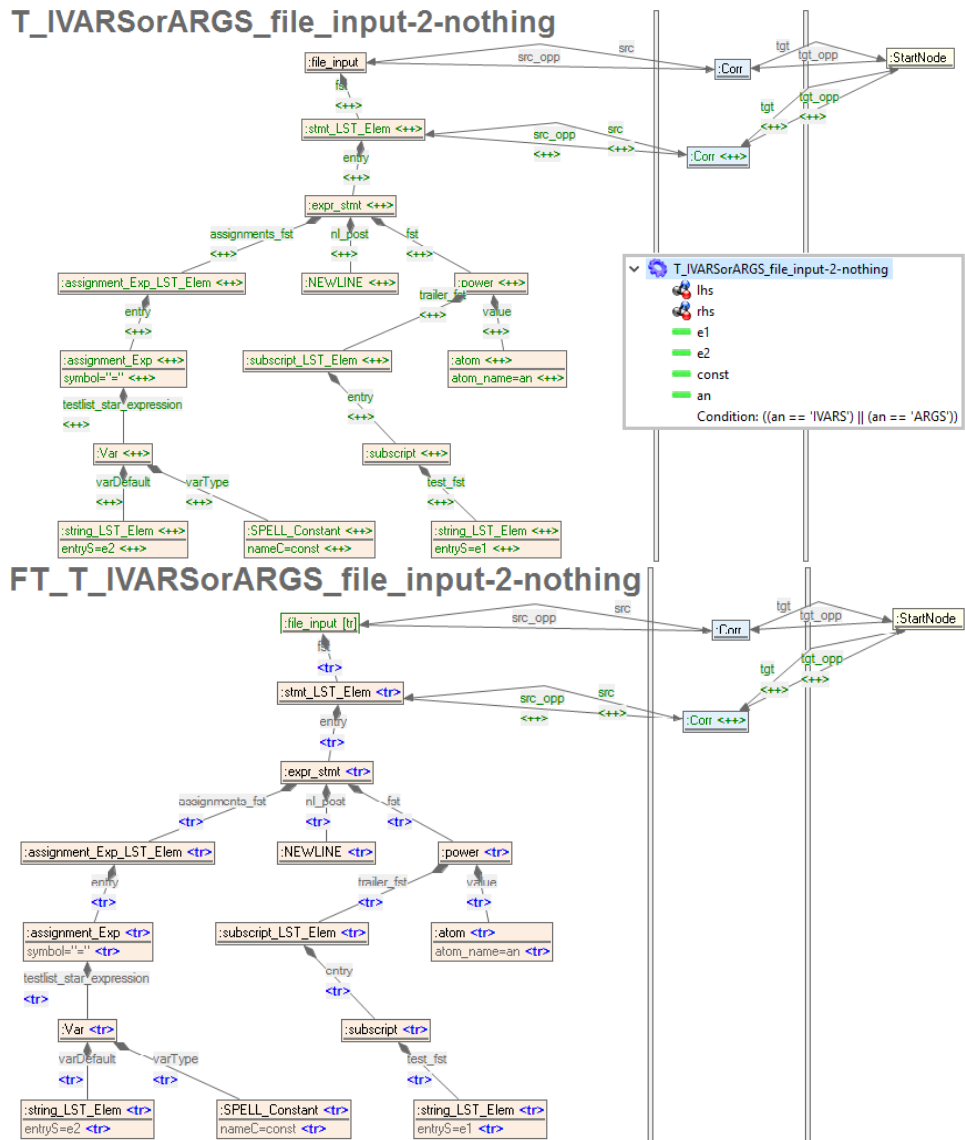 T_IVARSorARGS_file_input-2-nothing
:file_input
src
src_opp
:Corr
tgt
tgt_opp
:StartNode
fst
<++>
:stmt_LST_Elem <++>
src_opp
<++>
src
<++>
:Corr <++>
tgt
<++>
tgt_opp
<++>
entry
<++>
:expr_stmt <++>
assignments_fst
<++>
nl_post
<++>
fst
<++>
:assignment_Exp_LST_Elem <++>
:NEWLINE <++>
:power <++>
trailer_fst
<++>
entry
<++>
value
<++>
:assignment_Exp <++>
symbol="=" <++>
:subscript_LST_Elem <++>
:atom <++>
atom_name=an <++>
testlist_star_expression
<++>
entry
<++>
:Var <++>
:subscript <++>
varDefault
<++>
varType
<++>
test_fst
<++>
:string_LST_Elem <++>
entryS=e2 <++>
:SPELL_Constant <++>
nameC=const <++>
:string_LST_Elem <++>
entryS=e1 <++>
T_IVARSorARGS_file_input-2-nothing
lhs
rhs
e1
e2
const
an
Condition: ((an == 'IVARS') || (an == 'ARGS'))
FT_T_IVARSorARGS_file_input-2-nothing
:file_input [tr]
src
src_opp
:Corr
tgt
tgt_opp
:StartNode
fst
<tr>
:stmt_LST_Elem <tr>
src_opp
<++>
src
<++>
:Corr <++>
tgt
<++>
tgt_opp
<++>
entry
<tr>
:expr_stmt <tr>
assignments_fst
<tr>
nl_post
<tr>
fst
<tr>
:assignment_Exp_LST_Elem <tr>
:NEWLINE <tr>
:power <tr>
entry
<tr>
trailer_fst
<tr>
value
<tr>
:assignment_Exp <tr>
symbol="=" <tr>
:subscript_LST_Elem <tr>
:atom <tr>
atom_name=an <tr>
testlist_star_expression
<tr>
entry
<tr>
:Var <tr>
:subscript <tr>
varDefault
<tr>
varType
<tr>
test_fst
<tr>
:string_LST_Elem <tr>
entryS=e2 <tr>
:SPELL_Constant <tr>
nameC=const <tr>
:string_LST_Elem <tr>
entryS=e1 <tr>